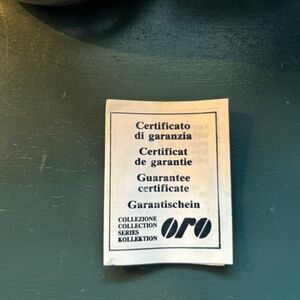 Certificato
di garanzia
Certificat
de garantie
Guarantee
certificate
Garantischein
COLLEZIONE
COLLECTION
SERIES
KOLLEKTION
oro